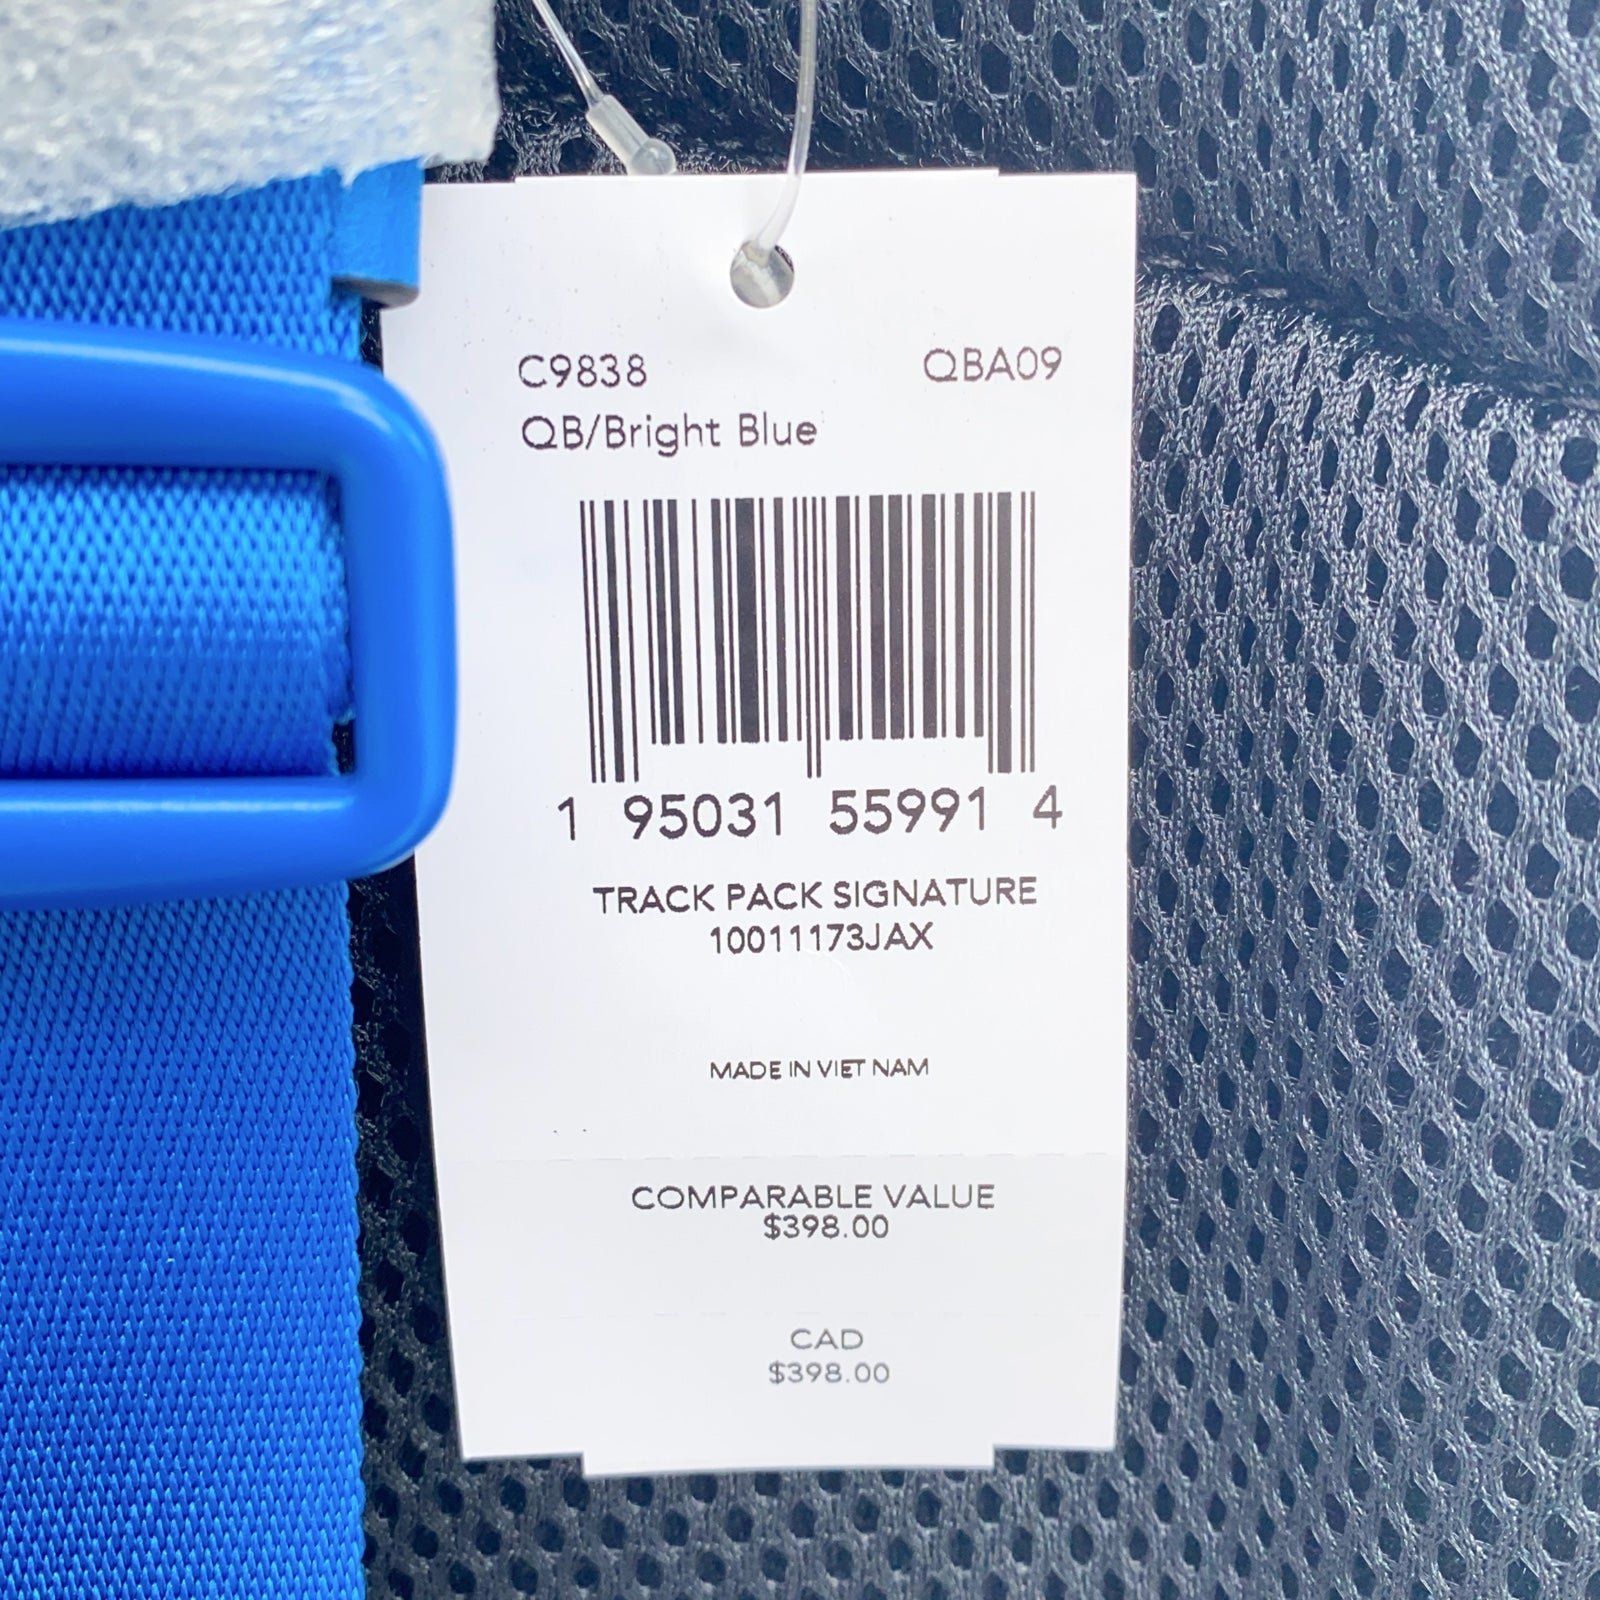 C9838 QBA09
QB/Bright Blue
1 95031 55991 4
TRACK PACK SIGNATURE
10011173JAX
MADE IN VIET NAM
COMPARABLE VALUE
$398.00
CAD
$398.00